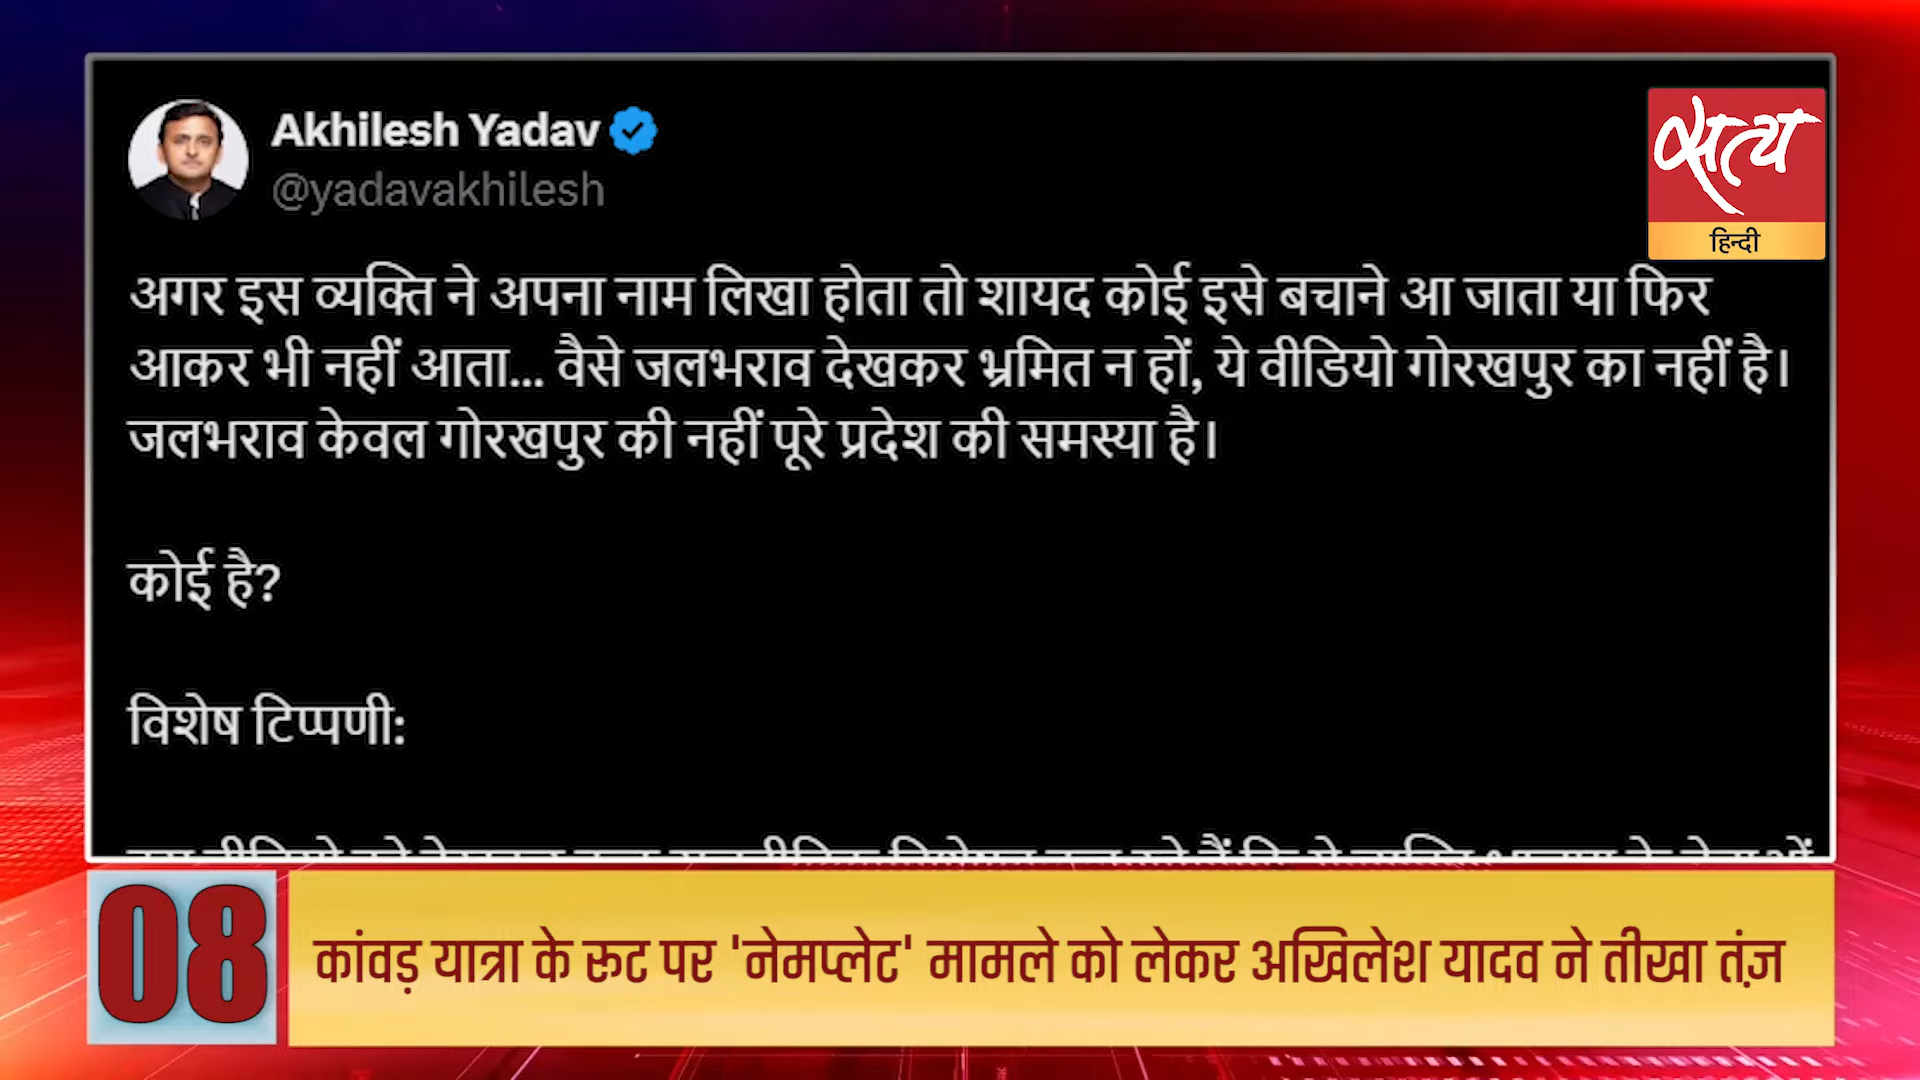 Akhilesh Yadav
@yadavakhilesh
सत्य
हिन्दी
अगर इस व्यक्ति ने अपना नाम लिखा होता तो शायद कोई इसे बचाने आ जाता या फिर
आकर भी नहीं आता... वैसे जलभराव देखकर भ्रमित न हों, ये वीडियो गोरखपुर का नहीं है।
जलभराव केवल गोरखपुर की नहीं पूरे प्रदेश की समस्या है।
कोई है?
विशेष टिप्पणी:
08
कांवड़ यात्रा के रूट पर 'नेमप्लेट' मामले को लेकर अखिलेश यादव ने तीखा तंज़